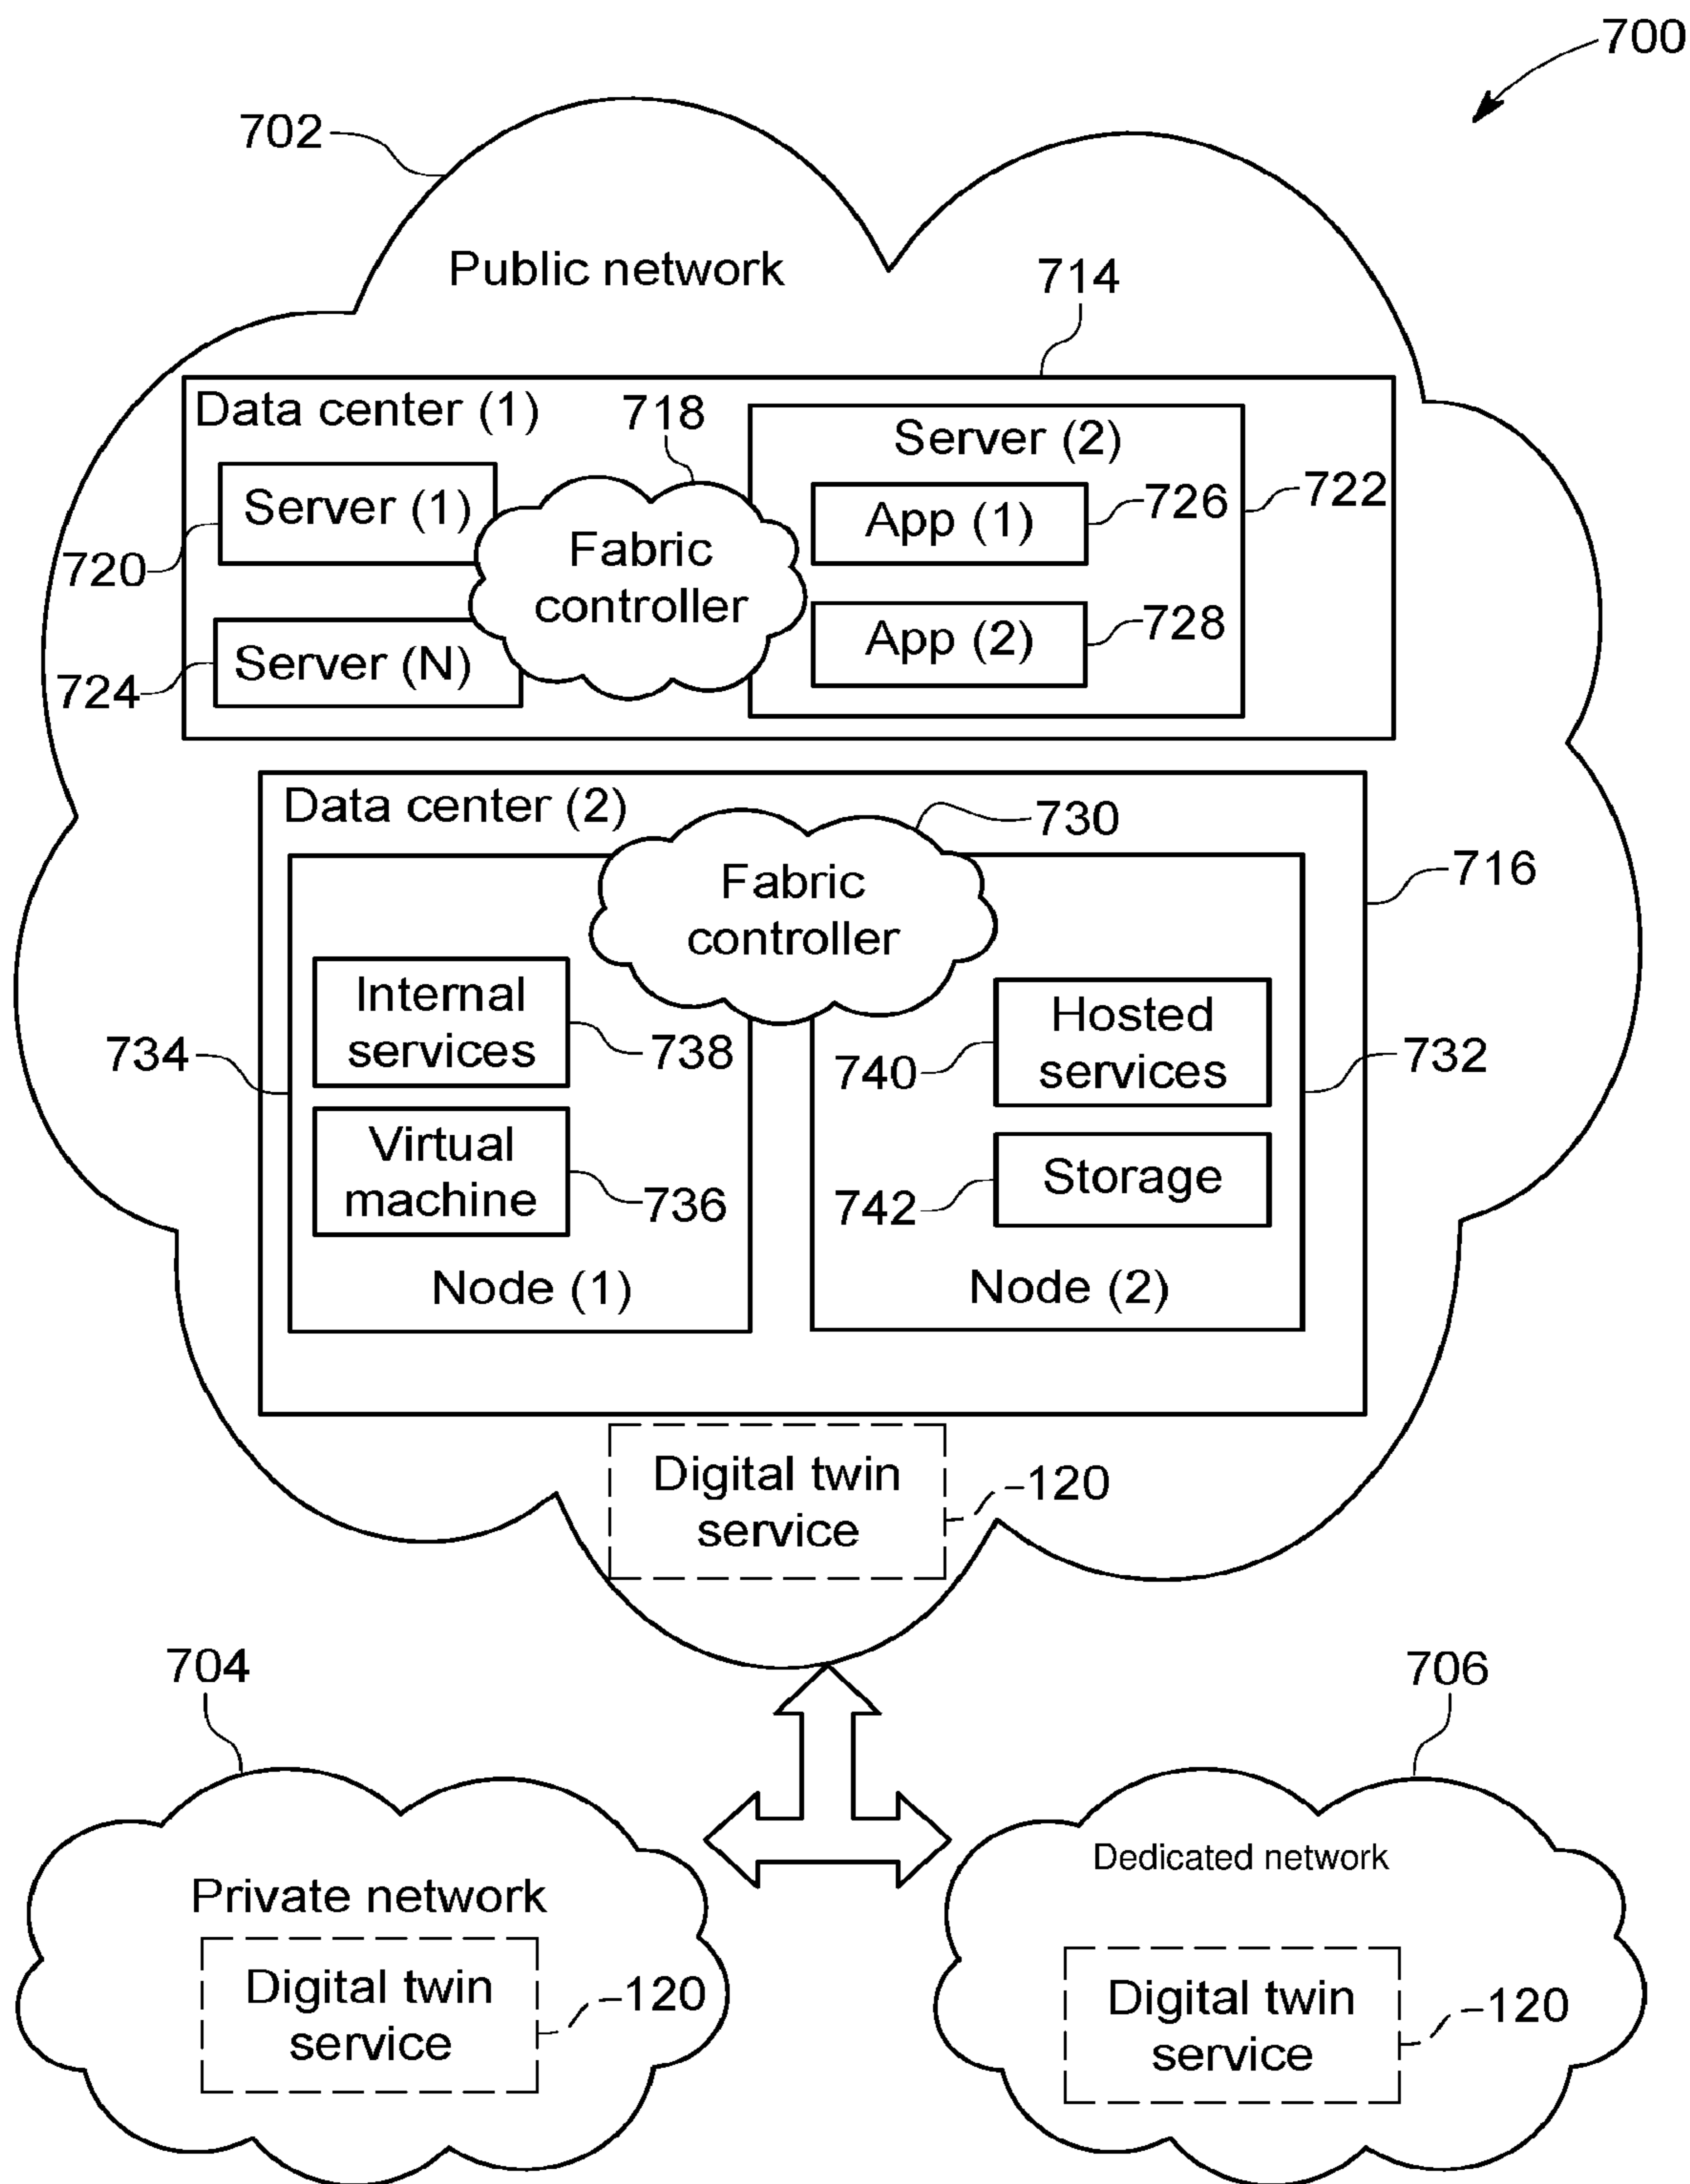 700
702
Public network
714
Data center (1)
718
Server (2)
Server (1)
App (1)
726
722
720
Fabric
controller
Server (N)
App (2)
728
724
Data center (2)
730
Fabric
controller
716
Internal
services
738
734
Hosted
services
740
732
Virtual
machine
736
Storage
742
Node (1)
Node (2)
Digital twin
service
120
704
706
Private network
Digital twin
service
120
Dedicated network
Digital twin
service
120